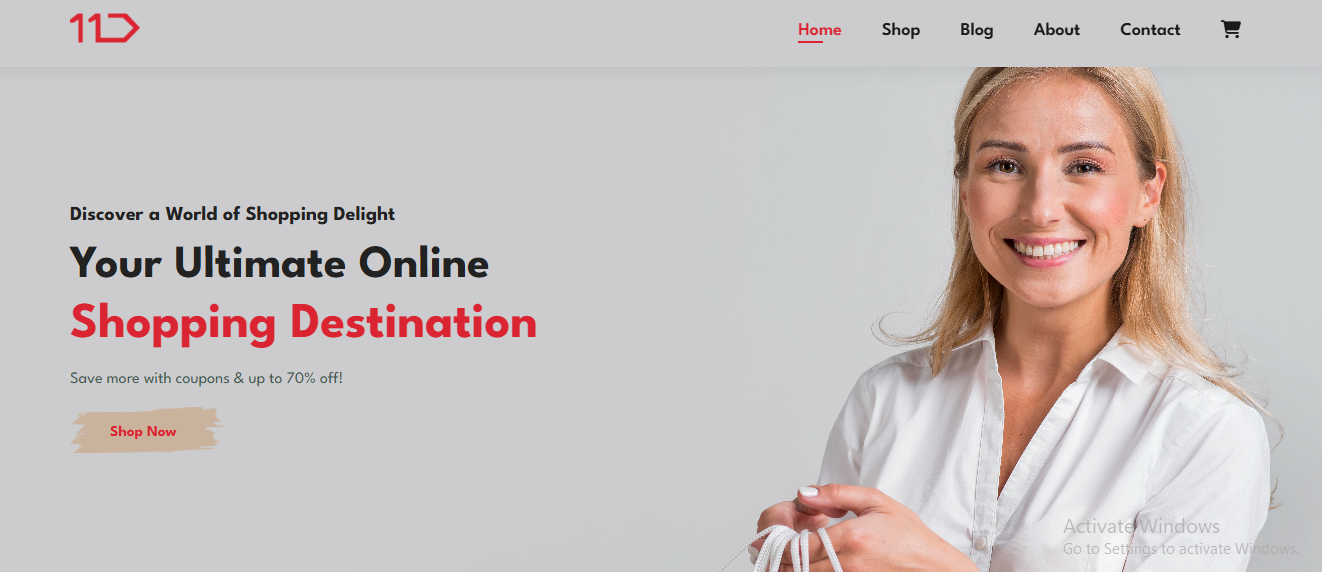 11D
Home Shop Blog About Contact
Discover a World of Shopping Delight
Your Ultimate Online
Shopping Destination
Save more with coupons & up to 70% off!
Shop Now
Activate Windows
Go to Settings to activate Windows.